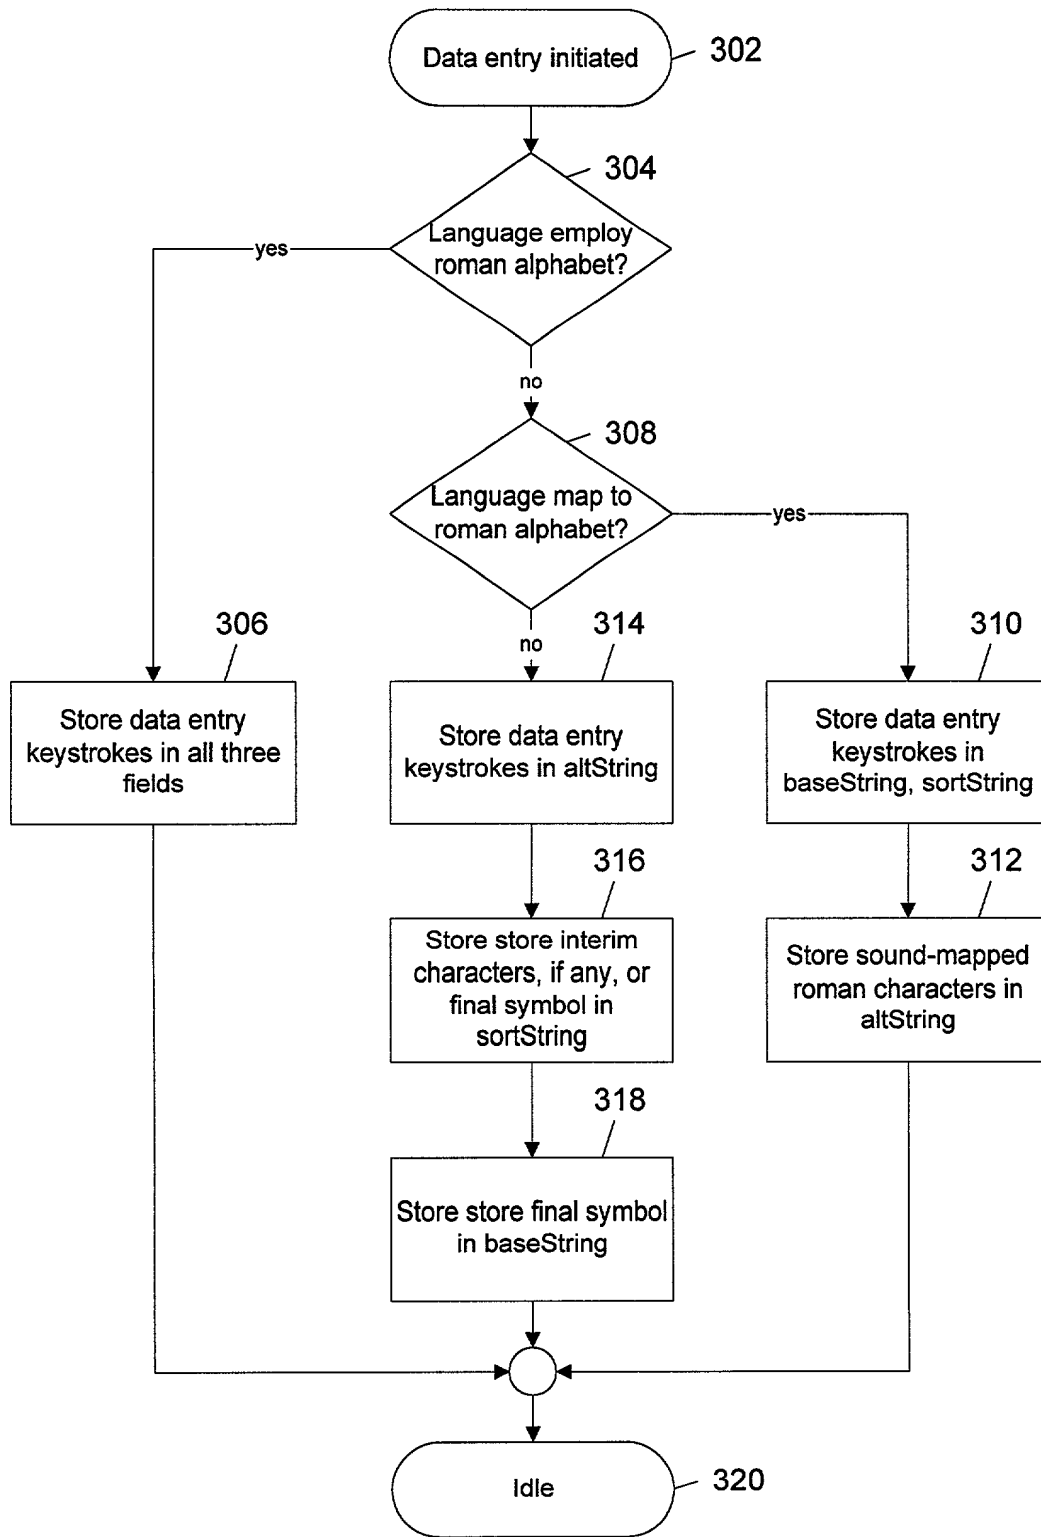 Data entry initiated
302
304
Language employ
roman alphabet?
yes
no
308
Language map to
roman alphabet?
yes
no
306
Store data entry
keystrokes in all three
fields
314
Store data entry
keystrokes in altString
310
Store data entry
keystrokes in
baseString, sortString
316
Store store interim
characters, if any, or
final symbol in
sortString
312
Store sound-mapped
roman characters in
altString
318
Store store final symbol
in baseString
Idle
320